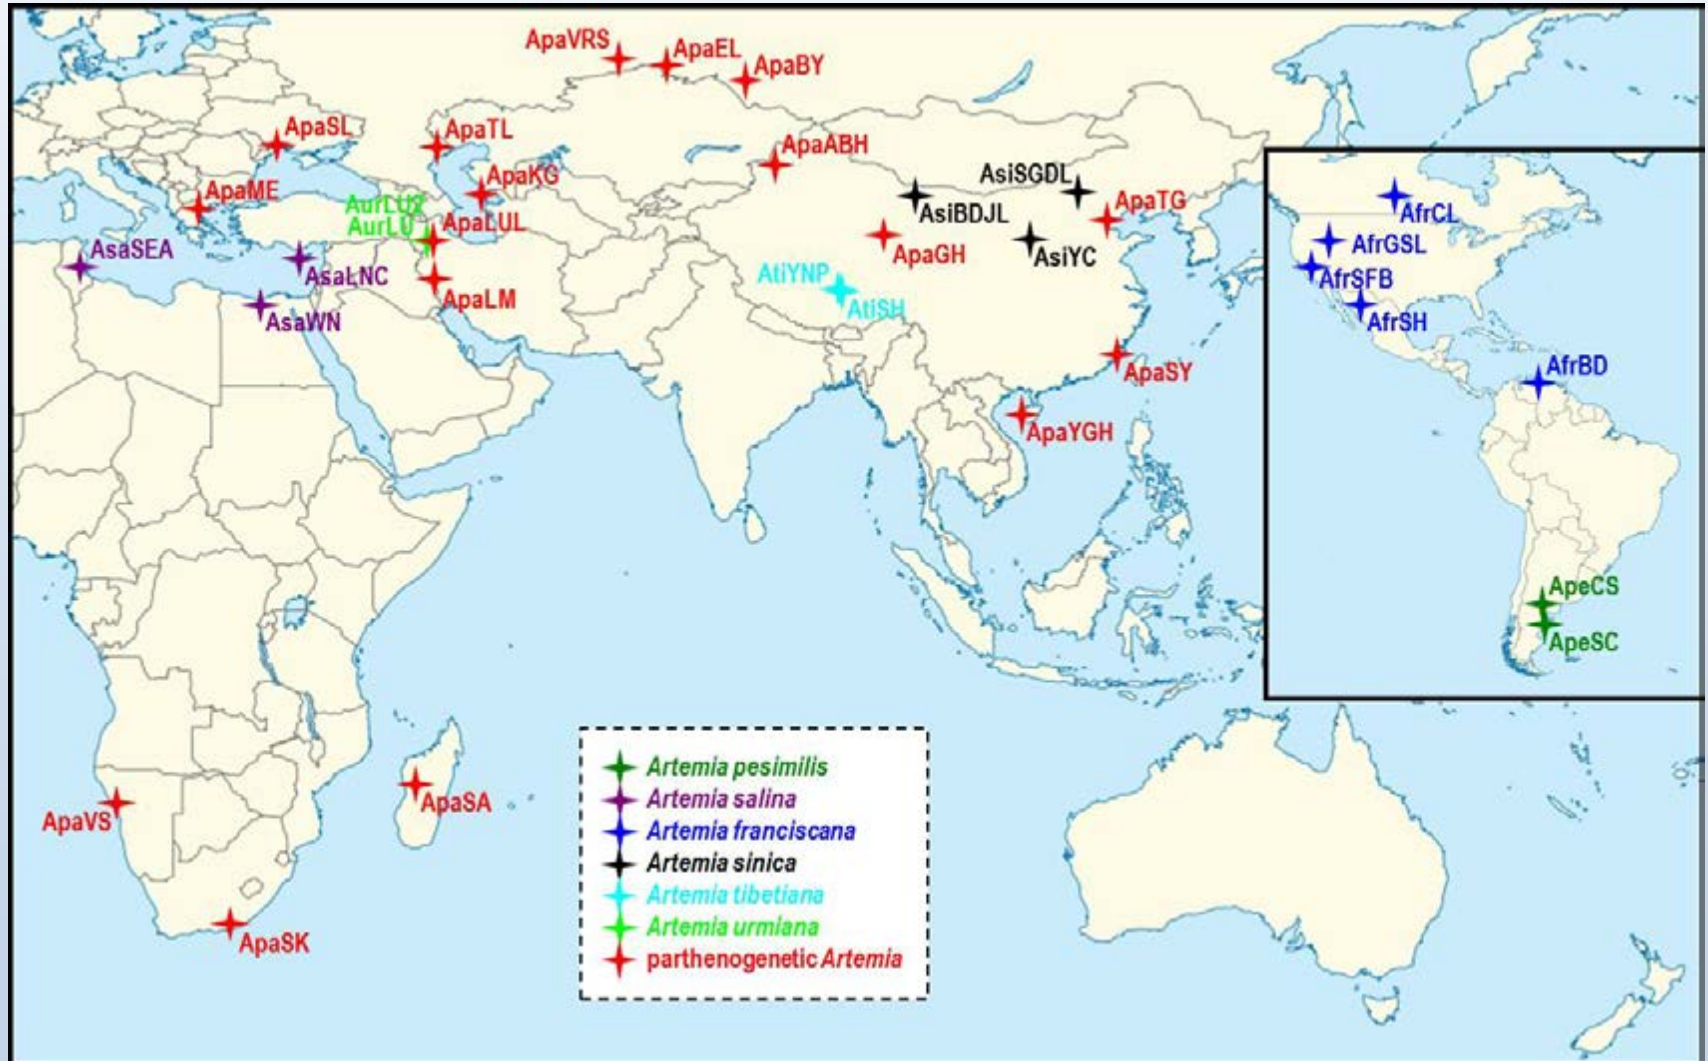 ApaVRS
ApaEL
ApaBY
ApaSL
ApaTL
ApaABH
ApaKG
AsiSGDL
ApaME
AurLU2
AsiBDJL
ApaTG
AfrCL
AurLU
ApaLUL
AfrGSL
AsaSEA
ApaGH
AsiYC
AsaLNC
AtiYNP
AfrSFB
ApaLM
AtiSH
AsaWN
AfrSH
ApaSY
AfrBD
ApaYGH
ApeCS
ApeSC
Artemia pesimilis
Artemia salina
Artemia franciscana
Artemia sinica
Artemia tibetiana
Artemia urmiana
parthenogenetic Artemia
ApaSA
ApaVS
ApaSK